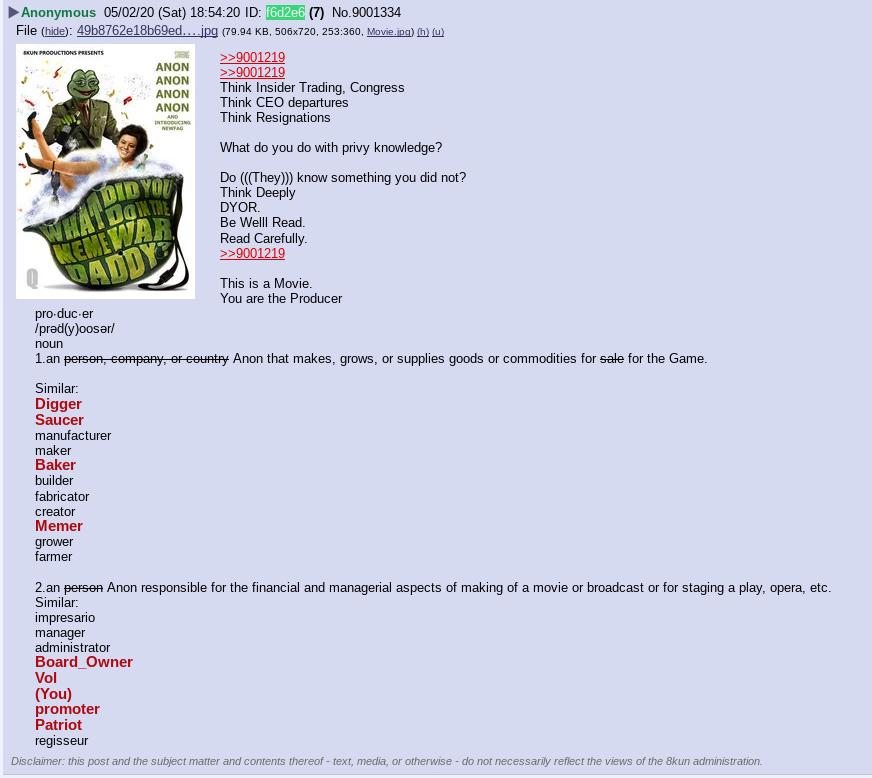 Anonymous 05/02/20 (Sat) 18:54:20 ID: f6d2e6 (7) No.9001334
File (hide): 49b8762e18b69ed….jpg (79.94 KB, 506x720, 253:360, Movie.jpg) (h) (u)
8KUN PRODUCTIONS PRESENTS
ANON
ANON
ANON
ANON
AND
INTRODUCING
NEWFAG
WHAT DID YOU
DO IN THE
MEME WAR
DADDY?
Q
>>9001219
>>9001219
Think Insider Trading, Congress
Think CEO departures
Think Resignations
What do you do with privy knowledge?
Do (((They))) know something you did not?
Think Deeply
DYOR.
Be Welll Read.
Read Carefully.
>>9001219
This is a Movie.
You are the Producer
pro·duc·er
/prəd(y)oosər/
noun
1.an person, company, or country Anon that makes, grows, or supplies goods or commodities for sale for the Game.
Similar:
Digger
Saucer
manufacturer
maker
Baker
builder
fabricator
creator
Memer
grower
farmer
2.an person Anon responsible for the financial and managerial aspects of making of a movie or broadcast or for staging a play, opera, etc.
Similar:
impresario
manager
administrator
Board_Owner
Vol
(You)
promoter
Patriot
regisseur
Disclaimer: this post and the subject matter and contents thereof - text, media, or otherwise - do not necessarily reflect the views of the 8kun administration.